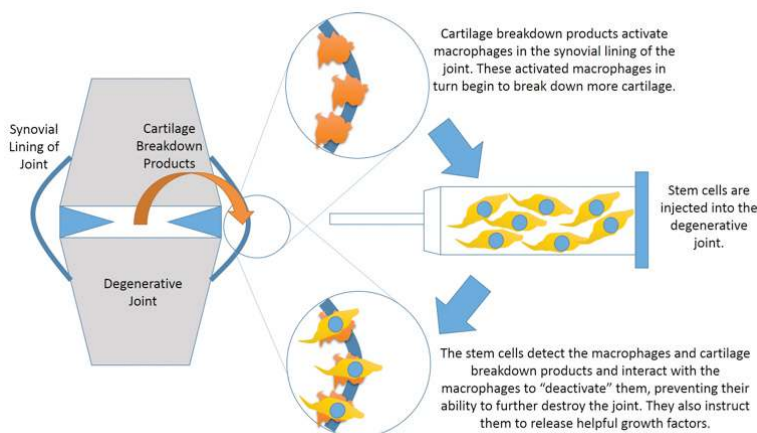 Cartilage breakdown products activate
macrophages in the synovial lining of the
joint. These activated macrophages in
turn begin to break down more cartilage.
Synovial
Lining of
Joint
Cartilage
Breakdown
Products
Stem cells are
injected into the
degenerative
joint.
Degenerative
Joint
The stem cells detect the macrophages and cartilage
breakdown products and interact with the
macrophages to “deactivate” them, preventing their
ability to further destroy the joint. They also instruct
them to release helpful growth factors.